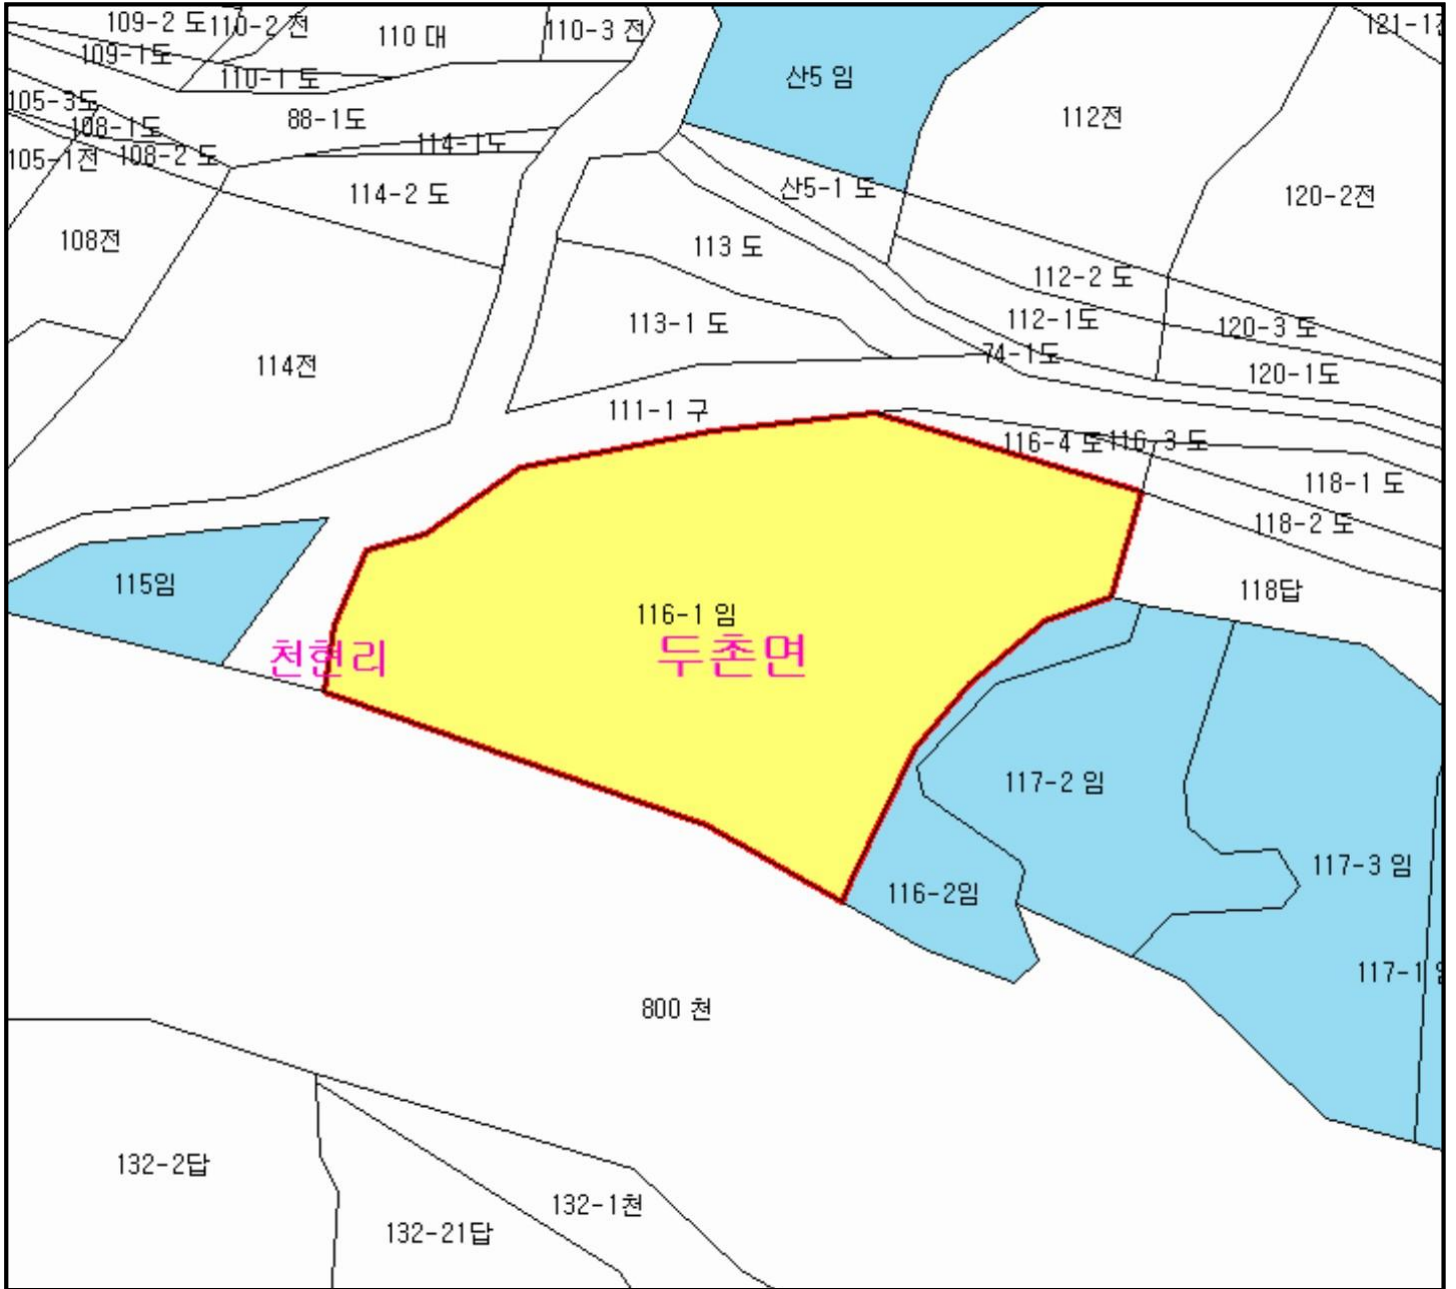 109-2 도
110-2 전
110 대
110-3 전
109-1도
110-1 도
산5 임
105-3도
108-1도
88-1도
112전
105-1전
108-2 도
114-1도
114-2 도
산5-1 도
120-2전
108전
113 도
112-2 도
113-1 도
112-1도
120-3 도
114전
74-1도
120-1도
111-1 구
116-4 도
116-3 도
118-1 도
118-2 도
115임
118답
116-1 임
천현리
두촌면
117-2 임
117-3 임
116-2임
117-1
800 천
132-2답
132-1천
132-21답